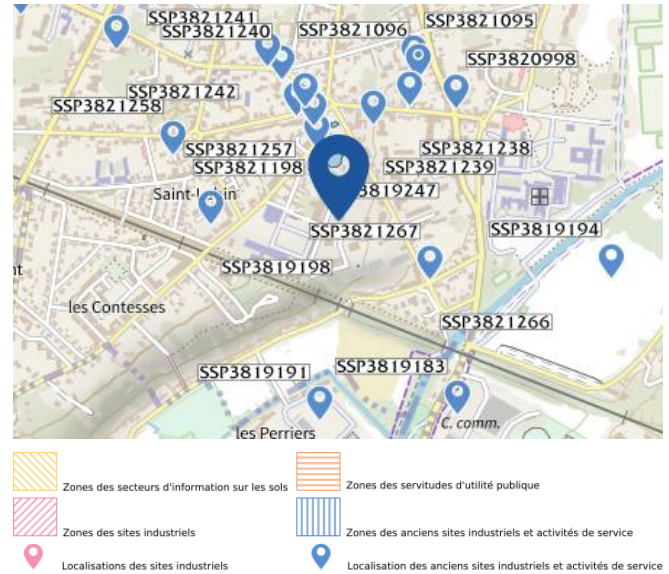 SSP3821241
SSP3821095
SSP3821240
SSP3821096
SSP3820998
SSP3821242
SSP3821258
SSP3821257
SSP3821238
SSP3821198
SSP3821239
3819247
SSP3821267
SSP3819194
SSP3819198
les Contesses
SSP3821266
SSP3819191
SSP3819183
C. comm.
les Perriers
Zones des secteurs d'information sur les sols
Zones des servitudes d'utilité publique
Zones des sites industriels
Zones des anciens sites industriels et activités de service
Localisations des sites industriels
Localisation des anciens sites industriels et activités de service